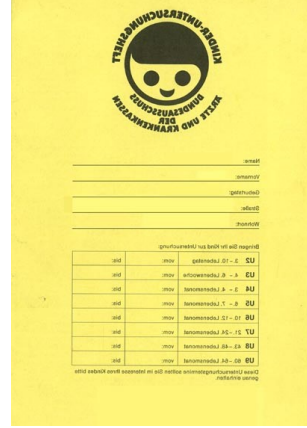 KINDER-UNTERSUCHUNGSHEFT
BUNDESAUSSCHUSS
DER
ÄRZTE UND KRANKENKASSEN
Name:
Vorname:
Geburtstag:
Straße:
Wohnort:
Bringen Sie Ihr Kind zur Untersuchung:
U2 3. – 10. Lebenstag vom: bis:
U3 4. – 6. Lebenswoche vom: bis:
U4 3. – 4. Lebensmonat vom: bis:
U5 6. – 7. Lebensmonat vom: bis:
U6 10. – 12. Lebensmonat vom: bis:
U7 21. – 24. Lebensmonat vom: bis:
U8 43. – 48. Lebensmonat vom: bis:
U9 60. – 64. Lebensmonat vom: bis:
Diese Untersuchungstermine sollten Sie im Interesse Ihres Kindes bitte
genau einhalten.